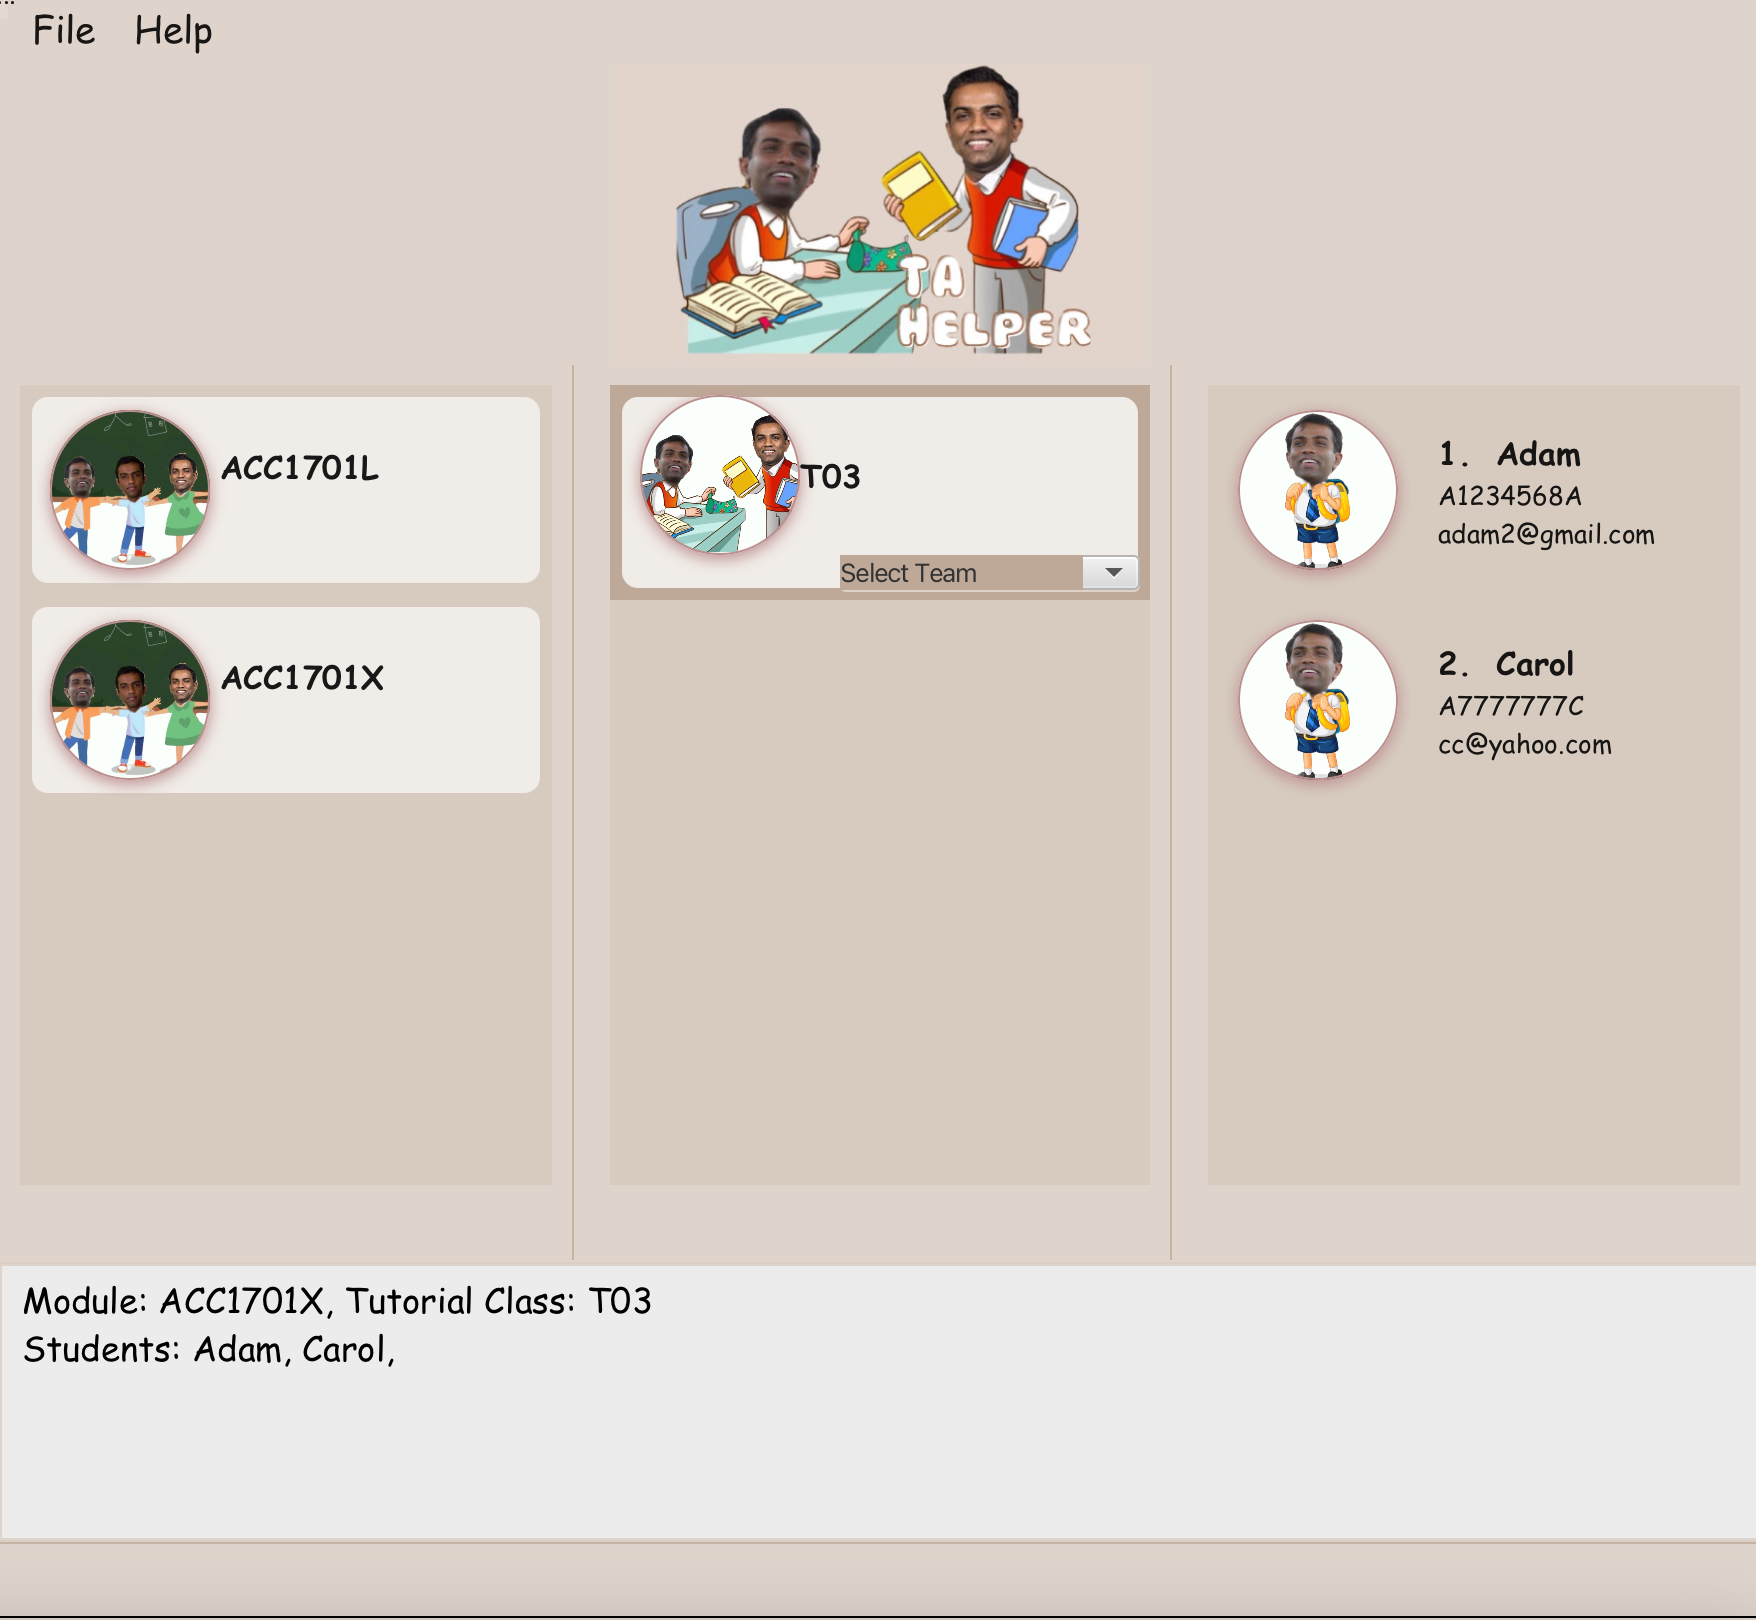 File Help
TA
HELPER
ACC1701L
ACC1701X
T03
Select Team
1. Adam
A1234568A
adam2@gmail.com
2. Carol
A7777777C
cc@yahoo.com
Module: ACC1701X, Tutorial Class: T03
Students: Adam, Carol,